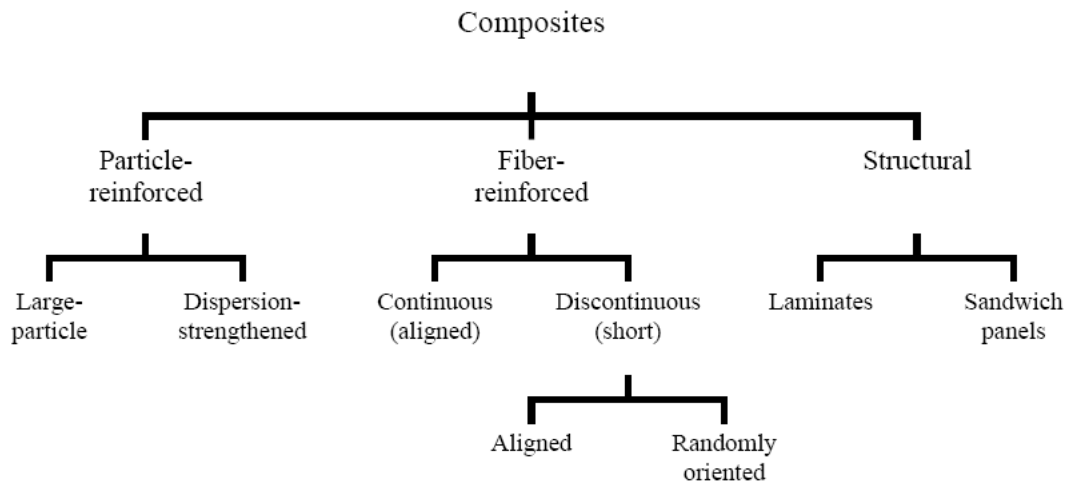 Composites
Particle-
reinforced
Fiber-
reinforced
Structural
Large-
particle
Dispersion-
strengthened
Continuous
(aligned)
Discontinuous
(short)
Laminates
Sandwich
panels
Aligned
Randomly
oriented